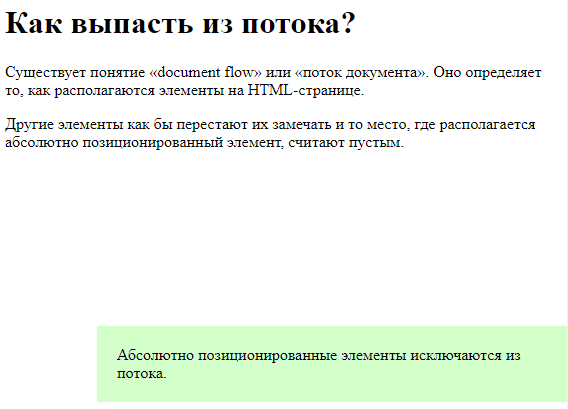 Как выпасть из потока?
Существует понятие «document flow» или «поток документа». Оно определяет
то, как располагаются элементы на HTML-странице.
Другие элементы как бы перестают их замечать и то место, где располагается
абсолютно позиционированный элемент, считают пустым.
Абсолютно позиционированные элементы исключаются из
потока.